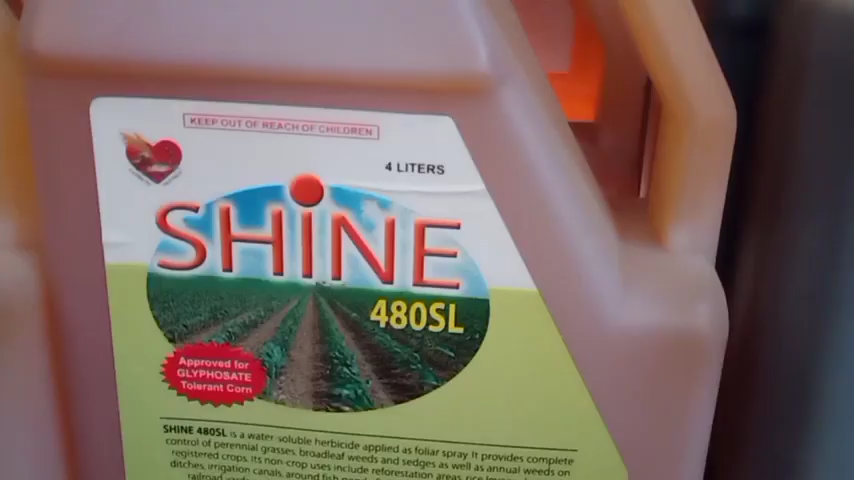 KEEP OUT OF REACH OF CHILDREN
4 LITERS
SHiNE
480SL
Approved for
GLYPHOSATE
Tolerant Corn
SHINE 480SL is a water-soluble herbicide applied as foliar spray. It provides complete
control of perennial grasses, broadleaf weeds and sedges as well as annual weeds on
registered crops. Its non-crop uses include reforestation areas, rice
ditches, irrigation canals, around fish
railroad